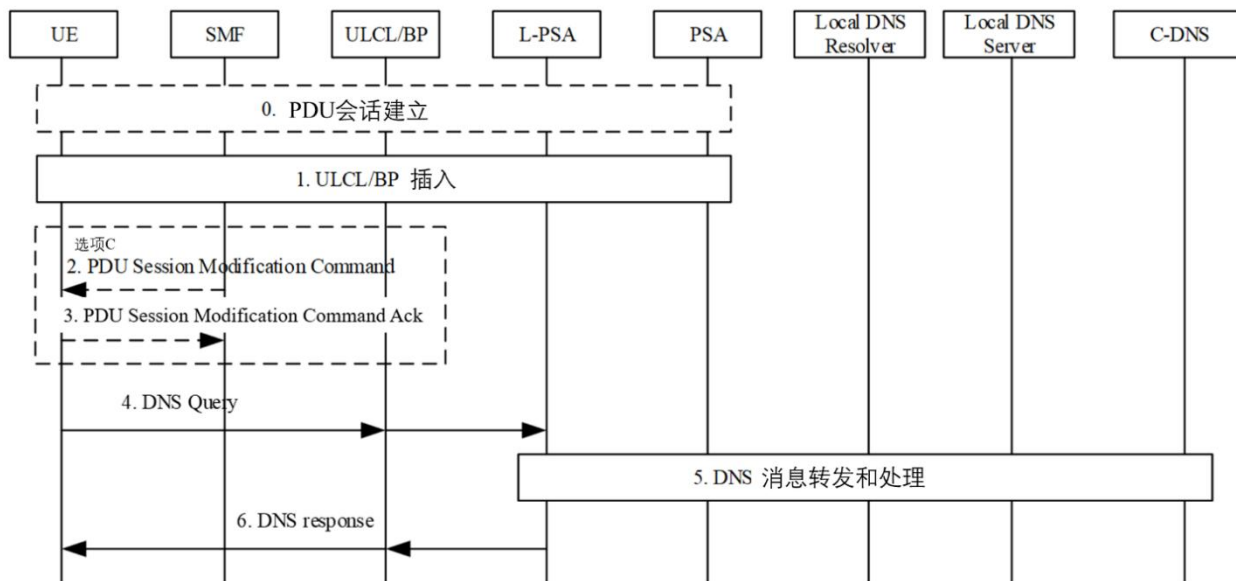 UE
SMF
ULCL/BP
L-PSA
PSA
Local DNS
Resolver
Local DNS
Server
C-DNS
0. PDU会话建立
1. ULCL/BP 插入
选项C
2. PDU Session Modification Command
3. PDU Session Modification Command Ack
4. DNS Query
5. DNS 消息转发和处理
6. DNS response